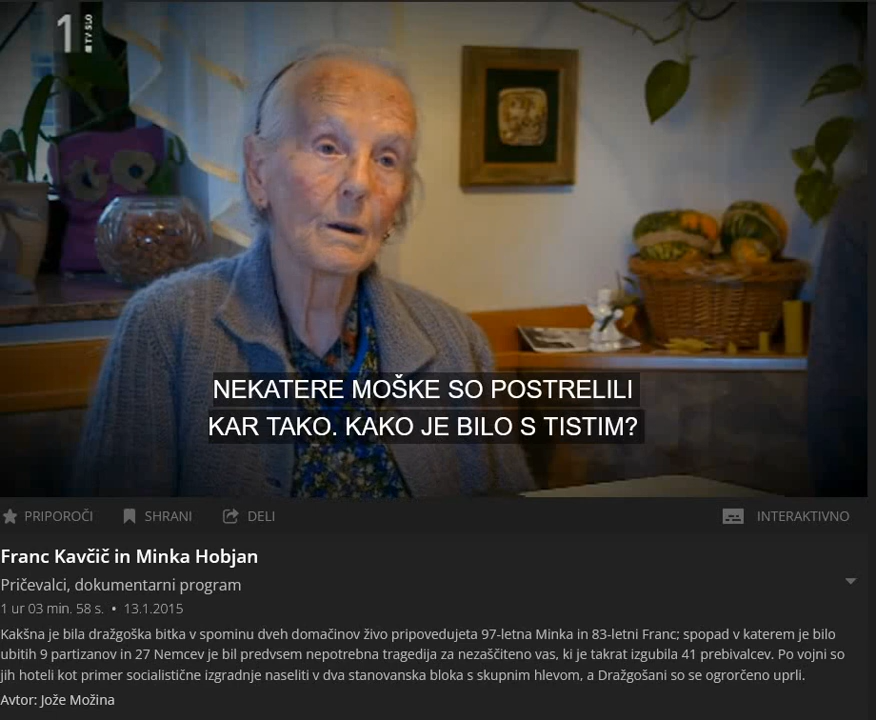 1
TV SLO
NEKATERE MOŠKE SO POSTRELILI
KAR TAKO. KAKO JE BILO S TISTIM?
PRIPOROČI SHRANI DELI INTERAKTIVNO
Franc Kavčič in Minka Hobjan
Pričevalci, dokumentarni program
1 ur 03 min. 58 s. • 13.1.2015
Kakšna je bila dražgoška bitka v spominu dveh domačinov živo pripovedujeta 97-letna Minka in 83-letni Franc; spopad v katerem je bilo
ubitih 9 partizanov in 27 Nemcev je bil predvsem nepotrebna tragedija za nezaščiteno vas, ki je takrat izgubila 41 prebivalcev. Po vojni so
jih hoteli kot primer socialistične izgradnje naseliti v dva stanovanska bloka s skupnim hlevom, a Dražgošani so se ogrorčeno uprli.
Avtor: Jože Možina